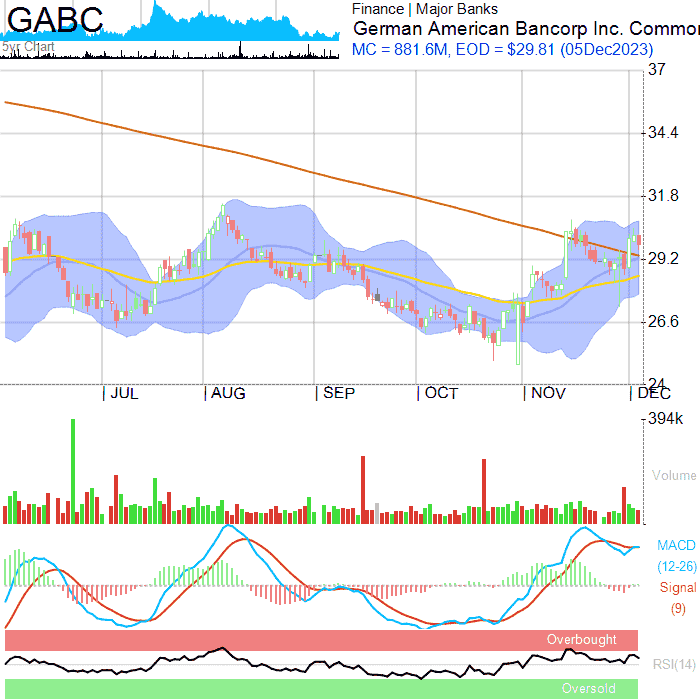 GABC
5yr Chart
Finance | Major Banks
German American Bancorp Inc. Commo
MC = 881.6M, EOD = $29.81 (05Dec2023)
37
34.4
31.8
29.2
26.6
24
JUL AUG SEP OCT NOV DEC
394k
Volume
MACD
(12-26)
Signal
(9)
Overbought
RSI(14)
Oversold